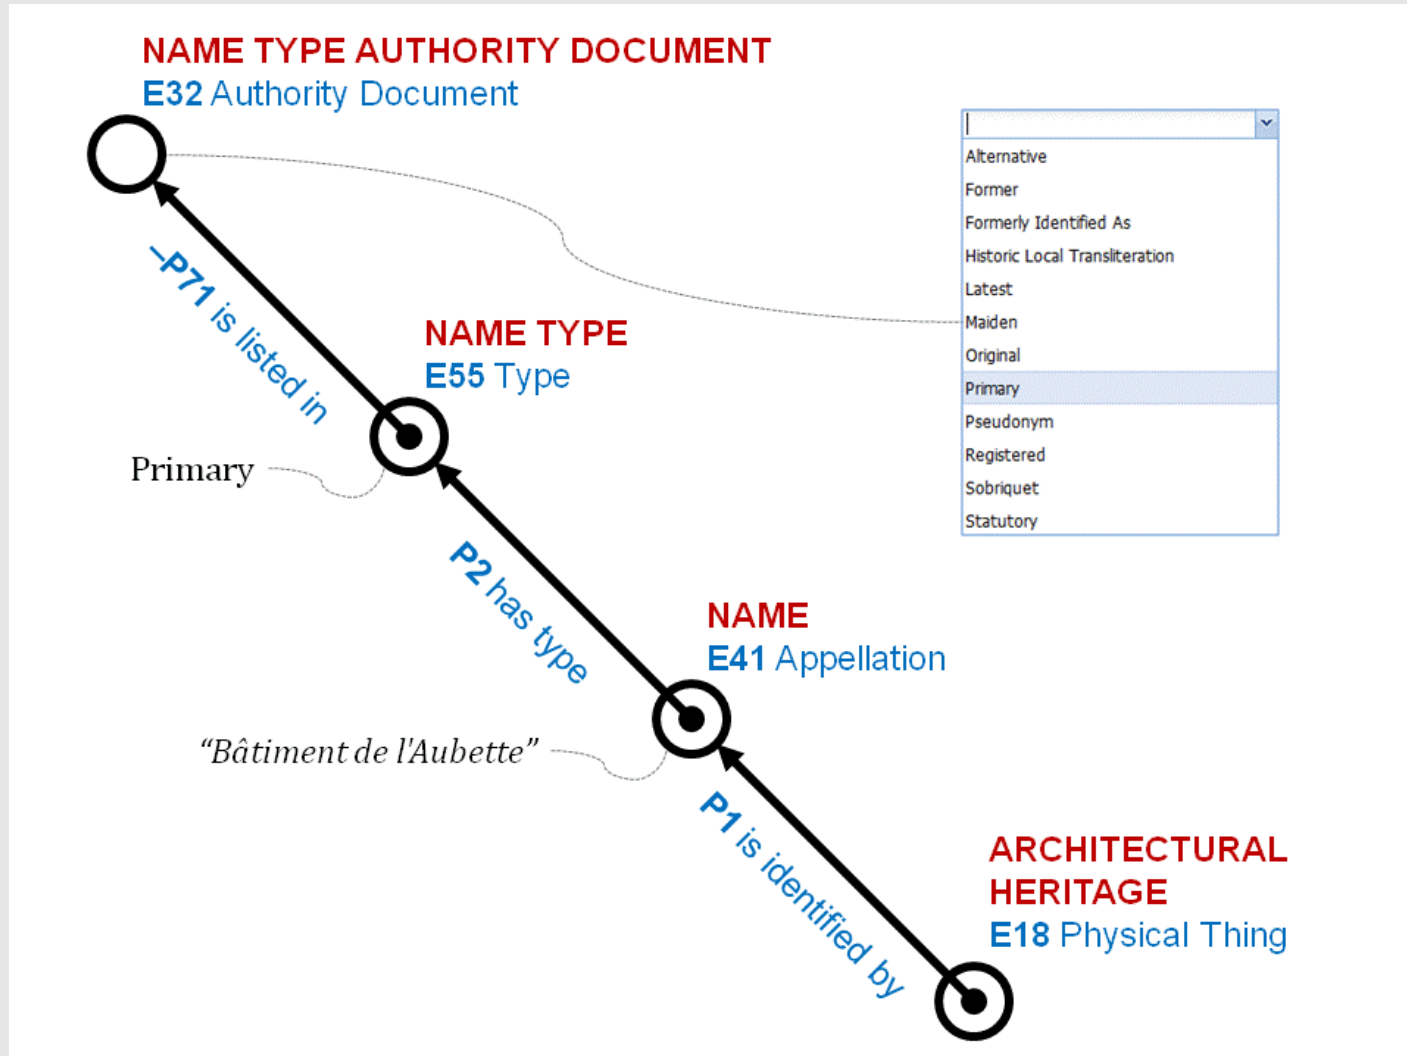 NAME TYPE AUTHORITY DOCUMENT
E32 Authority Document
Alternative
Former
Formerly Identified As
Historic Local Transliteration
Latest
Maiden
Original
Primary
Pseudonym
Registered
Sobriquet
Statutory
–P71 is listed in
NAME TYPE
E55 Type
Primary
P2 has type
NAME
E41 Appellation
“Bâtiment de l'Aubette”
P1 is identified by
ARCHITECTURAL
HERITAGE
E18 Physical Thing